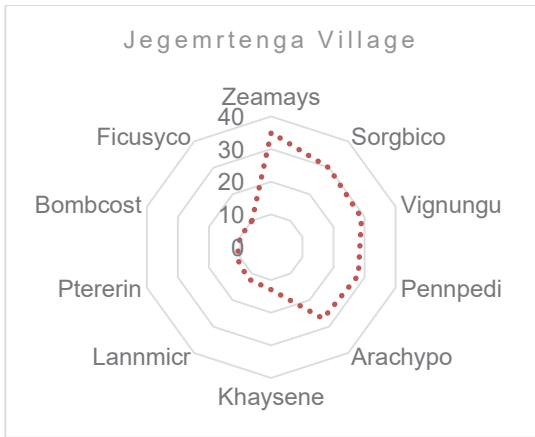 Jegemrtenga Village
Zeamays
40
Ficusyco
Sorgbico
30
20
Bombcost
Vignungu
10
0
Ptererin
Pennpedi
Lannmicr
Arachypo
Khaysene